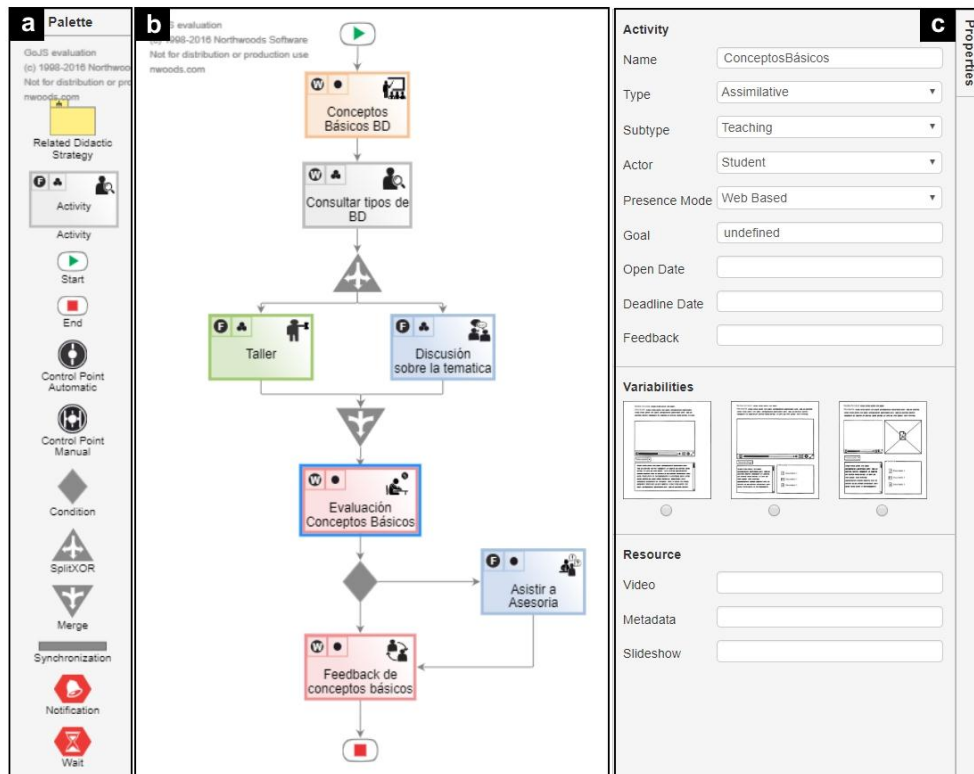 a
Palette
GoJS evaluation
(c) 1998-2016 Northwoo
Not for distribution or pro
nwoods.com
Related Didactic
Strategy
F
Activity
Activity
Start
End
Control Point
Automatic
Control Point
Manual
Condition
SplitXOR
Merge
Synchronization
Notification
Wait
b
S evaluation
(c) 1998-2016 Northwoods Software
Not for distribution or production use
nwoods.com
W
Conceptos
Básicos BD
W
Consultar tipos de
BD
F
Taller
F
Discusión
sobre la tematica
W
Evaluación
Conceptos Básicos
F
Asistir a
Asesoria
W
Feedback de
conceptos básicos
c
Properties
Activity
Name ConceptosBásicos
Type Assimilative
Subtype Teaching
Actor Student
Presence Mode Web Based
Goal undefined
Open Date
Deadline Date
Feedback
Variabilities
Resource
Video
Metadata
Slideshow